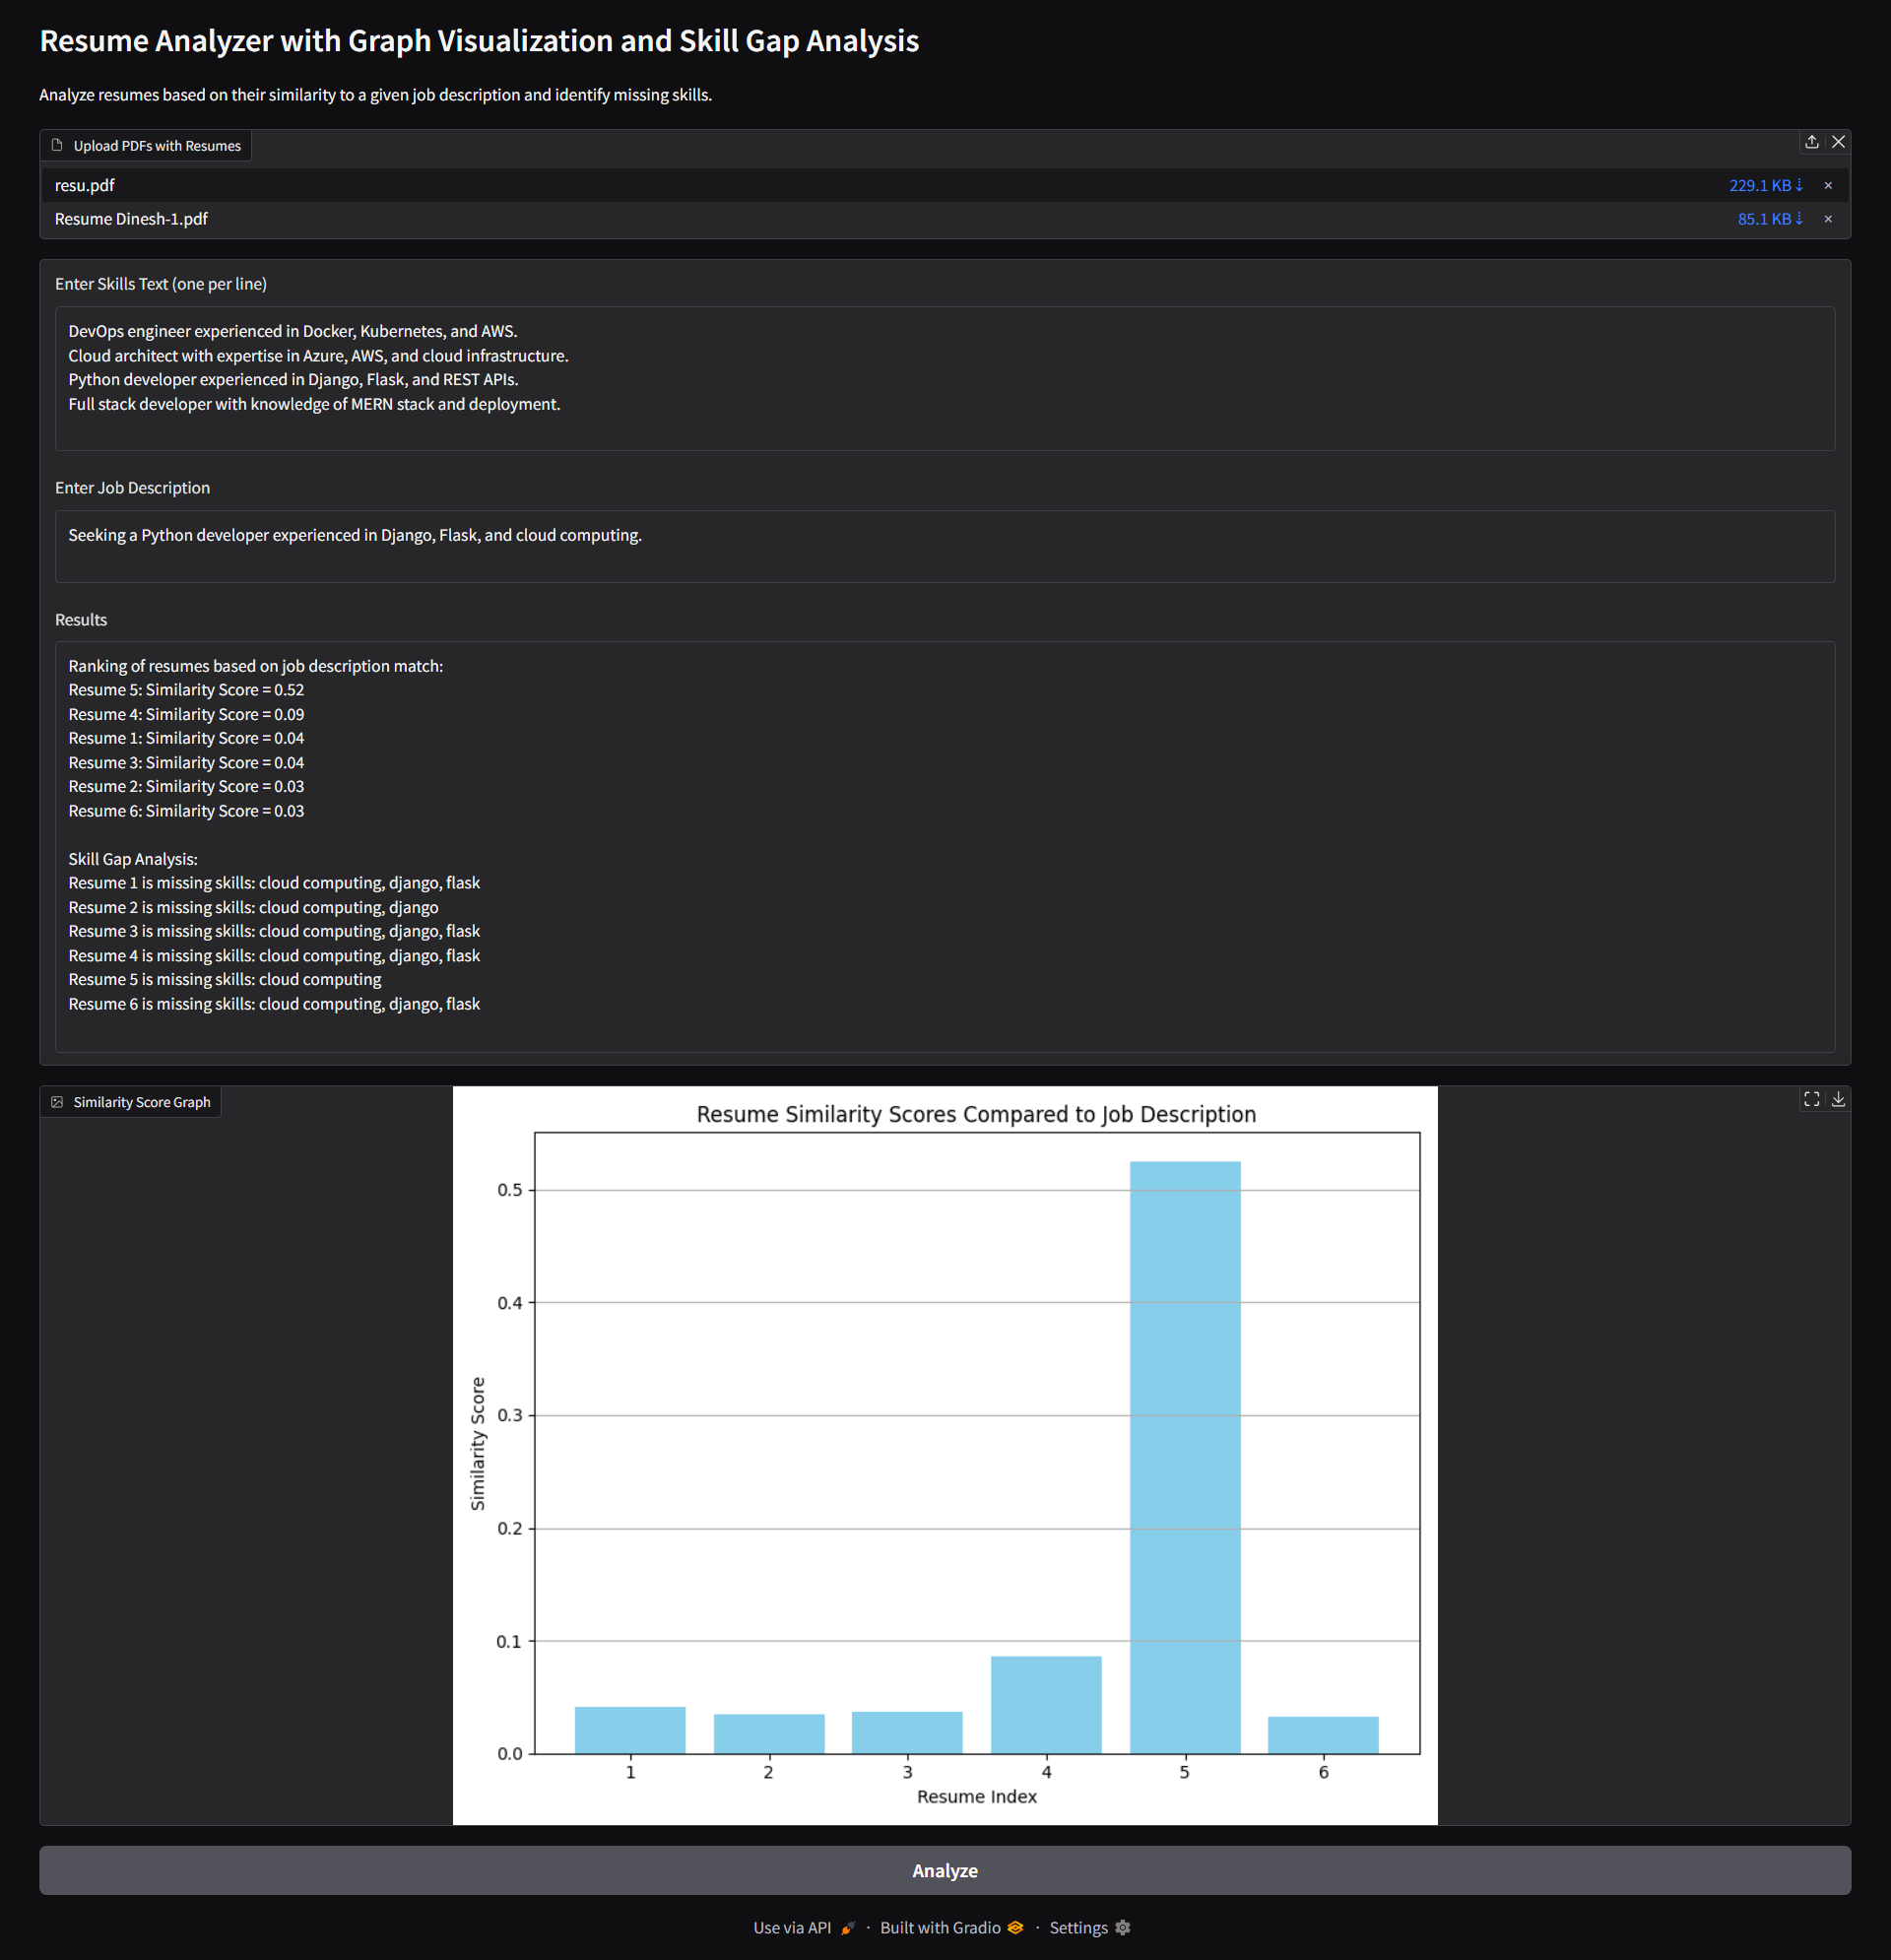 Resume Analyzer with Graph Visualization and Skill Gap Analysis
Analyze resumes based on their similarity to a given job description and identify missing skills.
Upload PDFs with Resumes
resu.pdf 229.1 KB ⇣ ×
Resume Dinesh-1.pdf 85.1 KB ⇣ ×
Enter Skills Text (one per line)
DevOps engineer experienced in Docker, Kubernetes, and AWS.
Cloud architect with expertise in Azure, AWS, and cloud infrastructure.
Python developer experienced in Django, Flask, and REST APIs.
Full stack developer with knowledge of MERN stack and deployment.
Enter Job Description
Seeking a Python developer experienced in Django, Flask, and cloud computing.
Results
Ranking of resumes based on job description match:
Resume 5: Similarity Score = 0.52
Resume 4: Similarity Score = 0.09
Resume 1: Similarity Score = 0.04
Resume 3: Similarity Score = 0.04
Resume 2: Similarity Score = 0.03
Resume 6: Similarity Score = 0.03
Skill Gap Analysis:
Resume 1 is missing skills: cloud computing, django, flask
Resume 2 is missing skills: cloud computing, django
Resume 3 is missing skills: cloud computing, django, flask
Resume 4 is missing skills: cloud computing, django, flask
Resume 5 is missing skills: cloud computing
Resume 6 is missing skills: cloud computing, django, flask
Similarity Score Graph
Resume Similarity Scores Compared to Job Description
0.5
0.4
0.3
0.2
0.1
0.0
Similarity Score
1 2 3 4 5 6
Resume Index
Analyze
Use via API · Built with Gradio · Settings